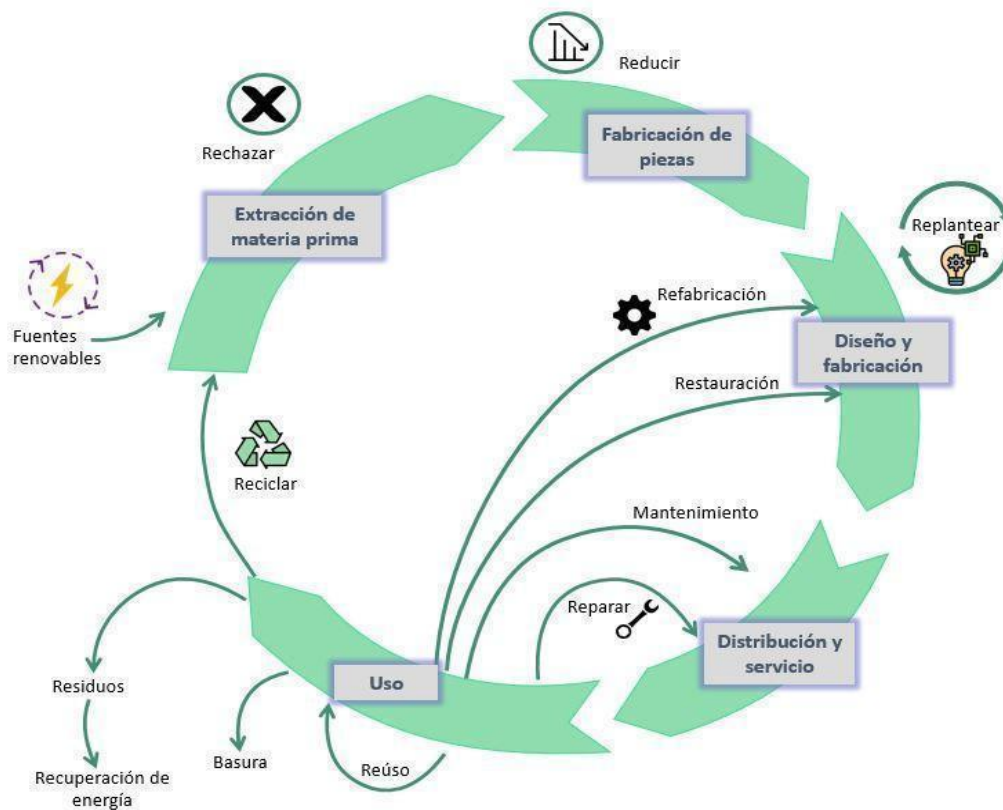 Reducir
Fabricación de
piezas
Rechazar
Extracción de
materia prima
Replantear
Fuentes
renovables
Refabricación
Diseño y
fabricación
Restauración
Reciclar
Mantenimiento
Reparar
Distribución y
servicio
Uso
Residuos
Basura
Reúso
Recuperación de
energía